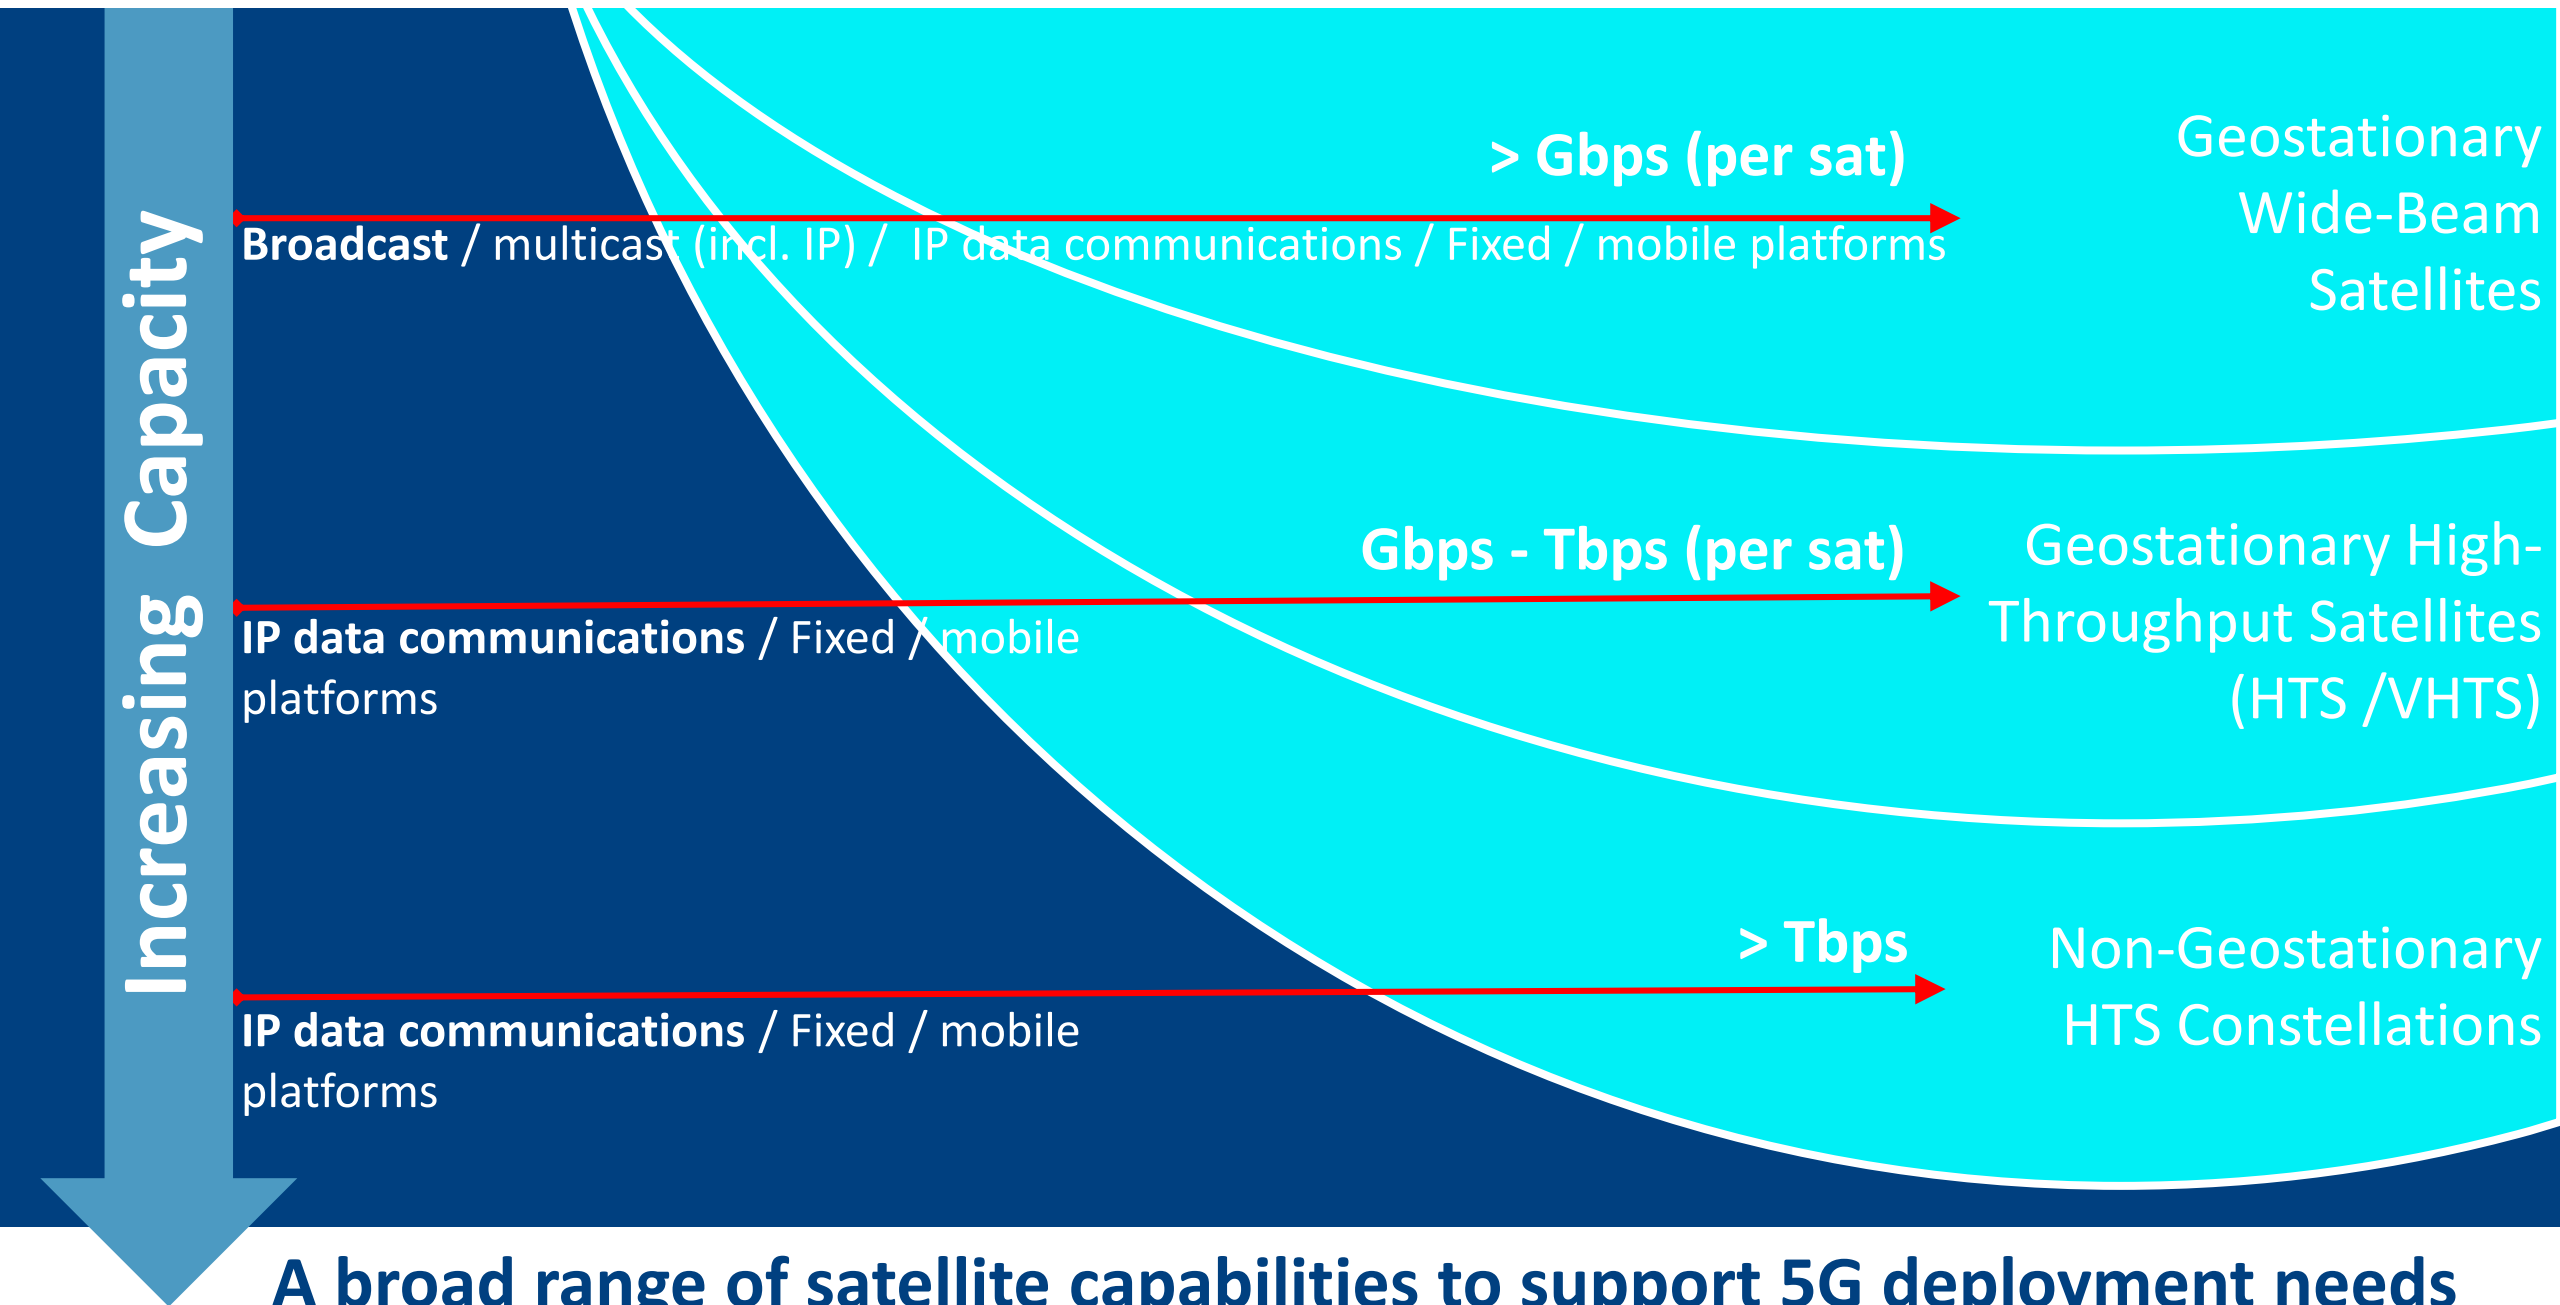 Increasing Capacity
> Gbps (per sat)
Broadcast / multicast (incl. IP) / IP data communications / Fixed / mobile platforms
Geostationary
Wide-Beam
Satellites
Gbps - Tbps (per sat)
IP data communications / Fixed / mobile
platforms
Geostationary High-
Throughput Satellites
(HTS /VHTS)
> Tbps
IP data communications / Fixed / mobile
platforms
Non-Geostationary
HTS Constellations
A broad range of satellite capabilities to support 5G deployment needs